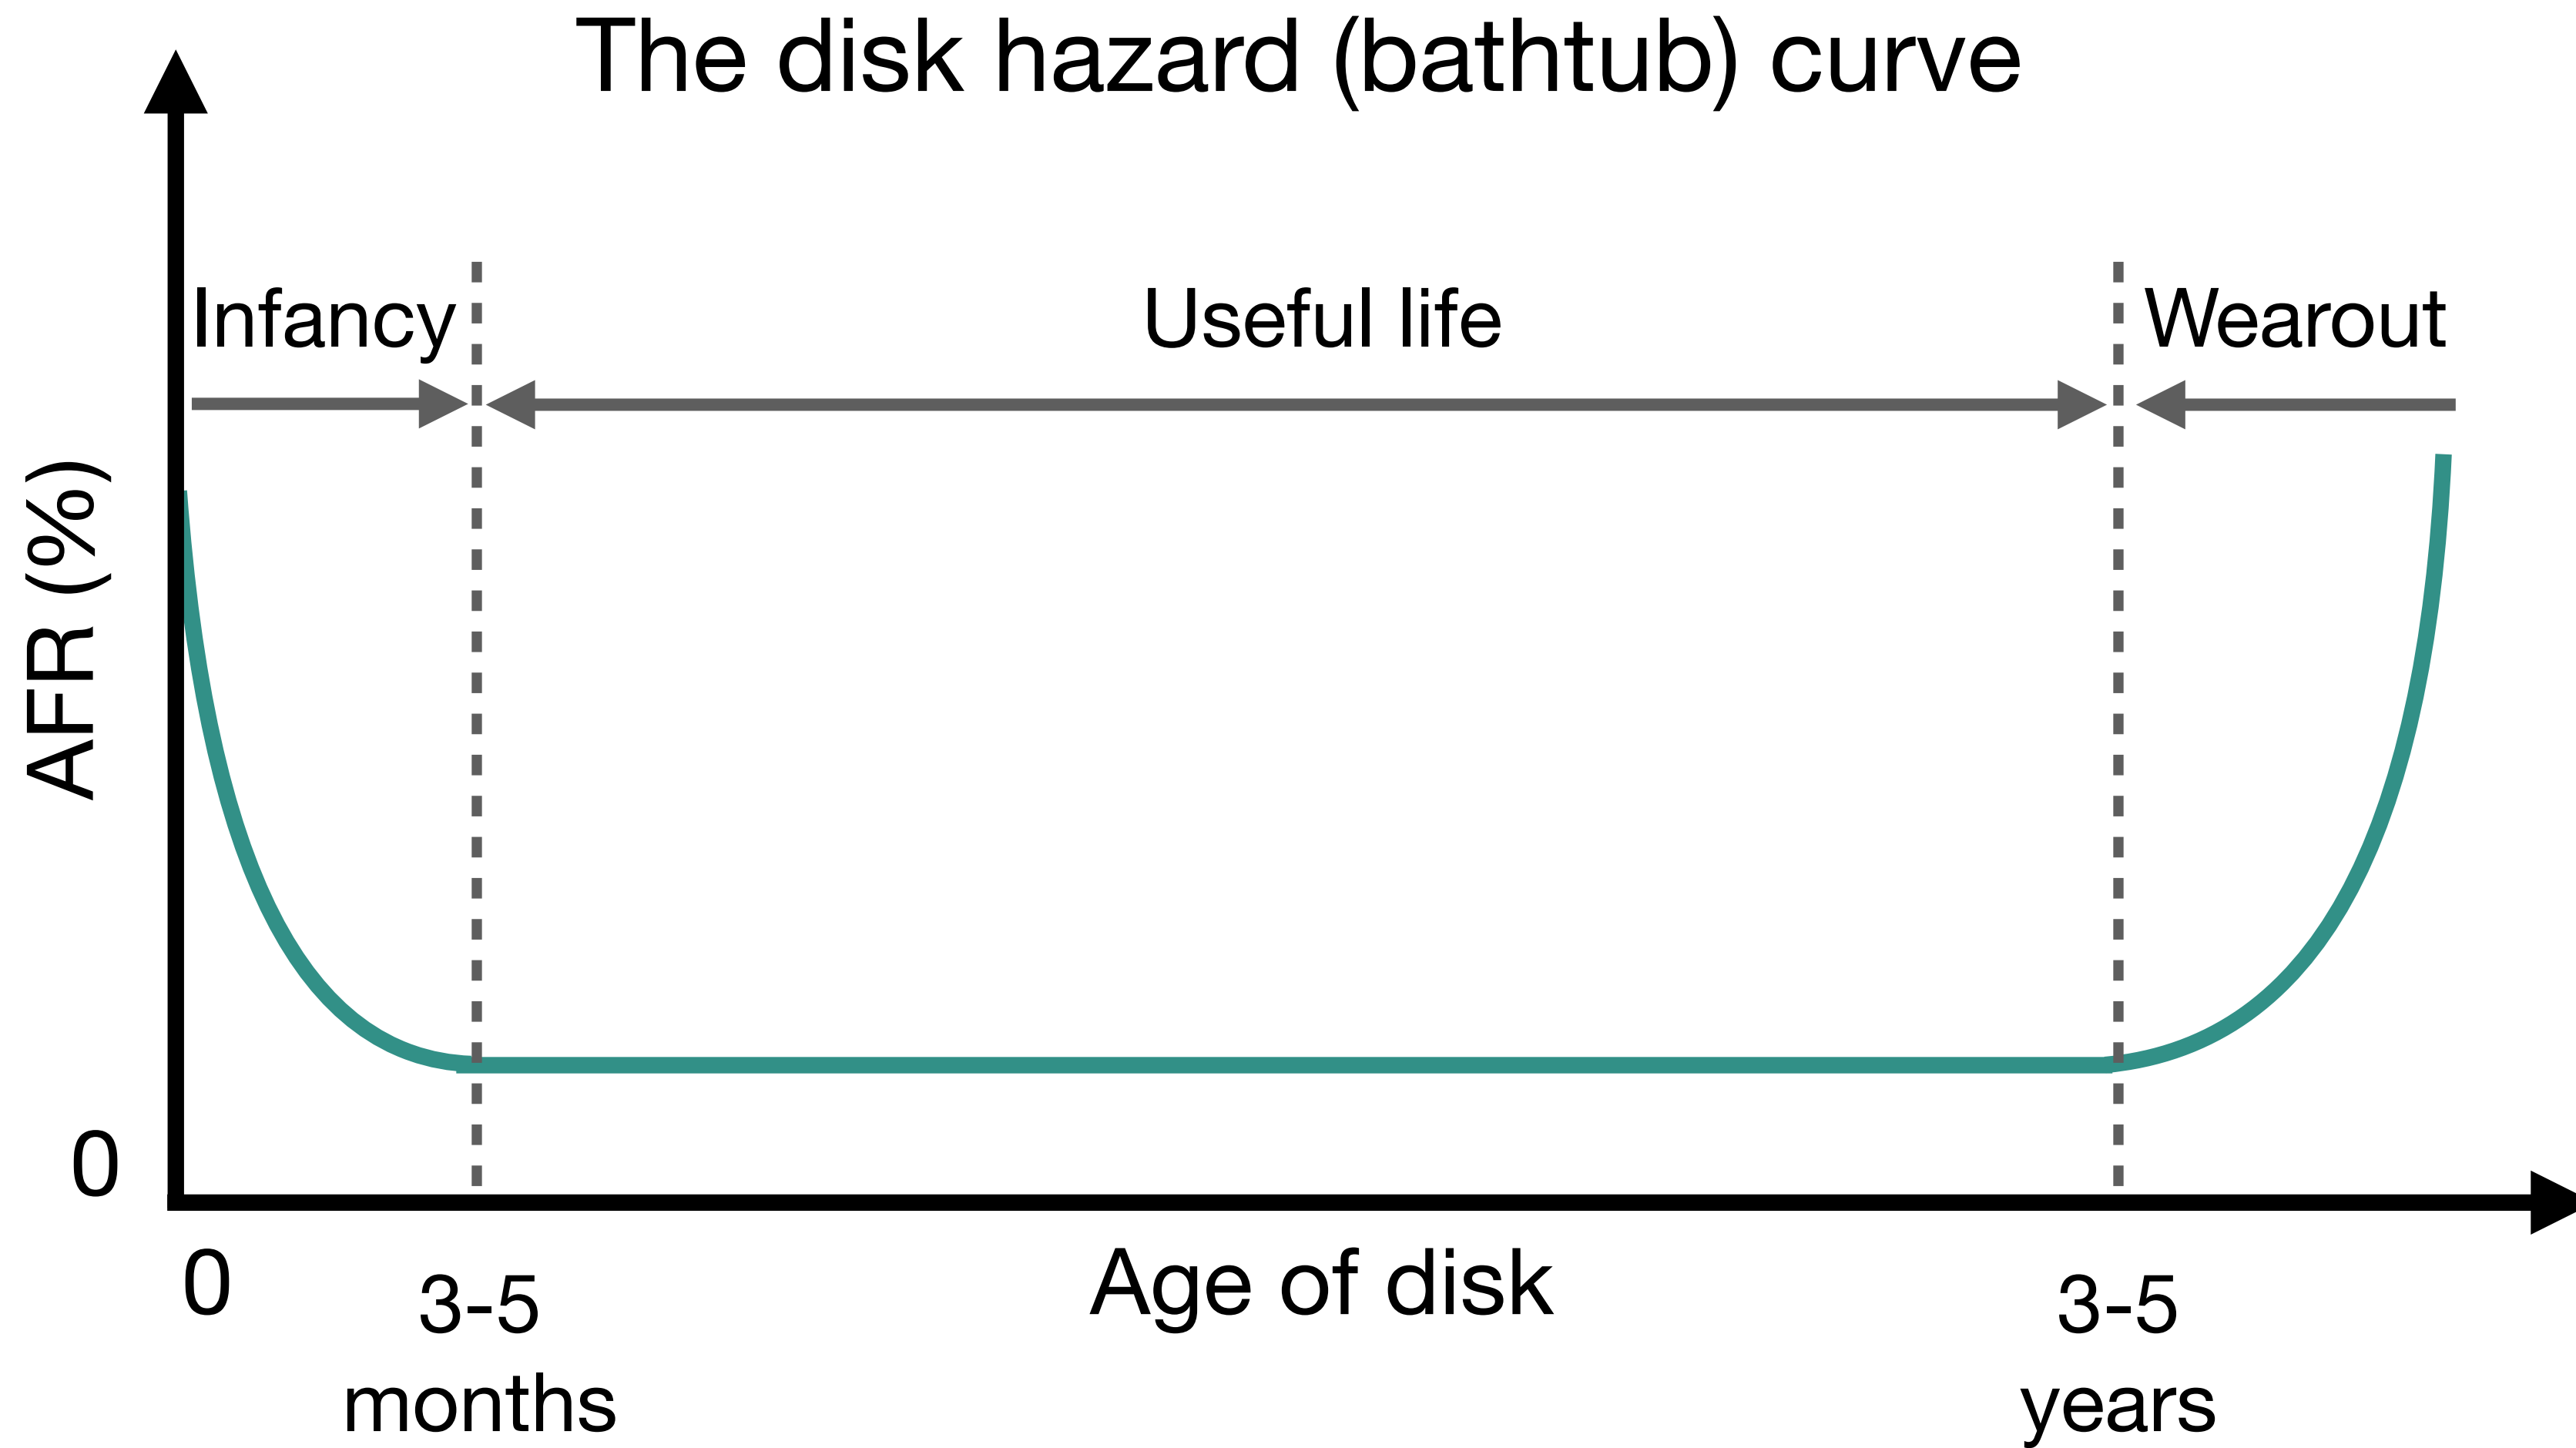 The disk hazard (bathtub) curve
Infancy
Useful life
Wearout
AFR (%)
0
0
3-5
months
Age of disk
3-5
years